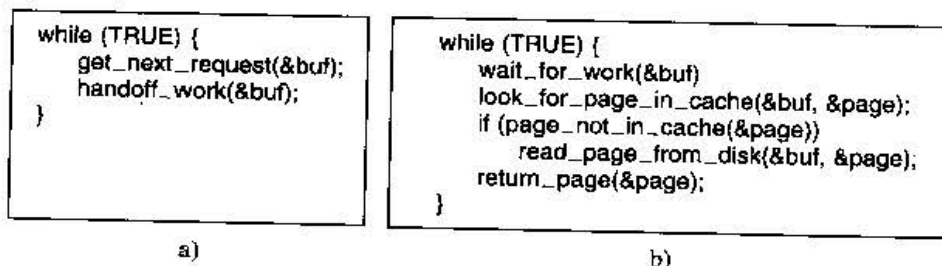 while (TRUE) {
get_next_request(&buf);
handoff_work(&buf);
}
a)
while (TRUE) {
wait_for_work(&buf)
look_for_page_in_cache(&buf, &page);
if (page_not_in_cache(&page))
read_page_from_disk(&buf, &page);
return_page(&page);
}
b)